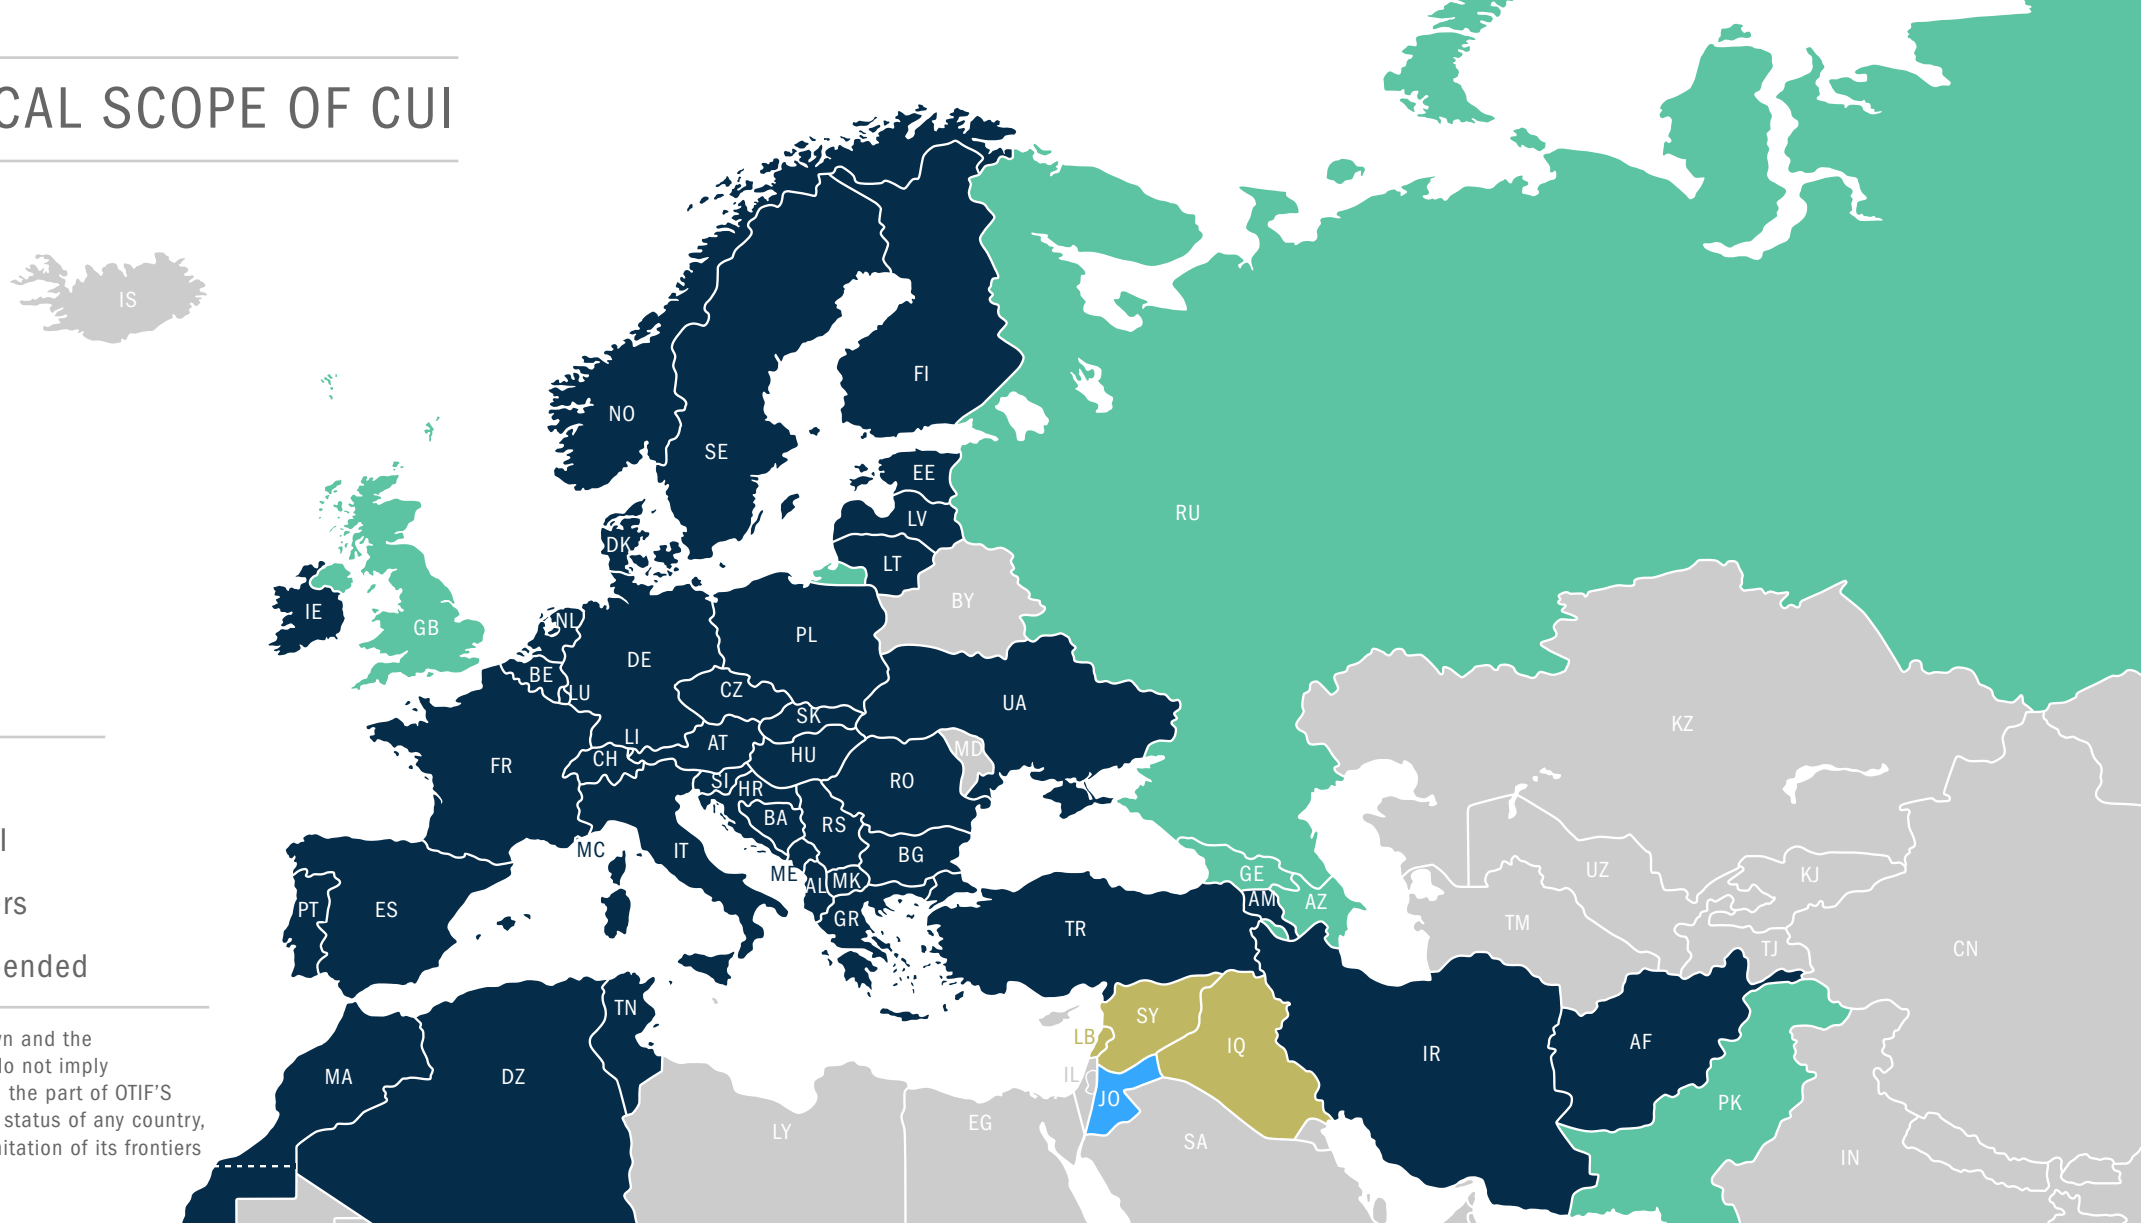 CAL SCOPE OF CUI
IS
FI
NO
SE
EE
LV
RU
DK
LT
BY
IE
NL
GB
PL
DE
BE
LU
CZ
UA
SK
KZ
LI
AT
MD
CH
HU
FR
SI
RO
HR
BA
RS
l
MC
IT
BG
UZ
ME
GE
KJ
AL
MK
rs
PT
ES
AM
AZ
GR
TM
TR
TJ
CN
ended
TN
SY
LB
IQ
AF
wn and the
IR
do not imply
MA
DZ
IL
the part of OTIF'S
JO
PK
status of any country,
LY
EG
SA
mitation of its frontiers
IN